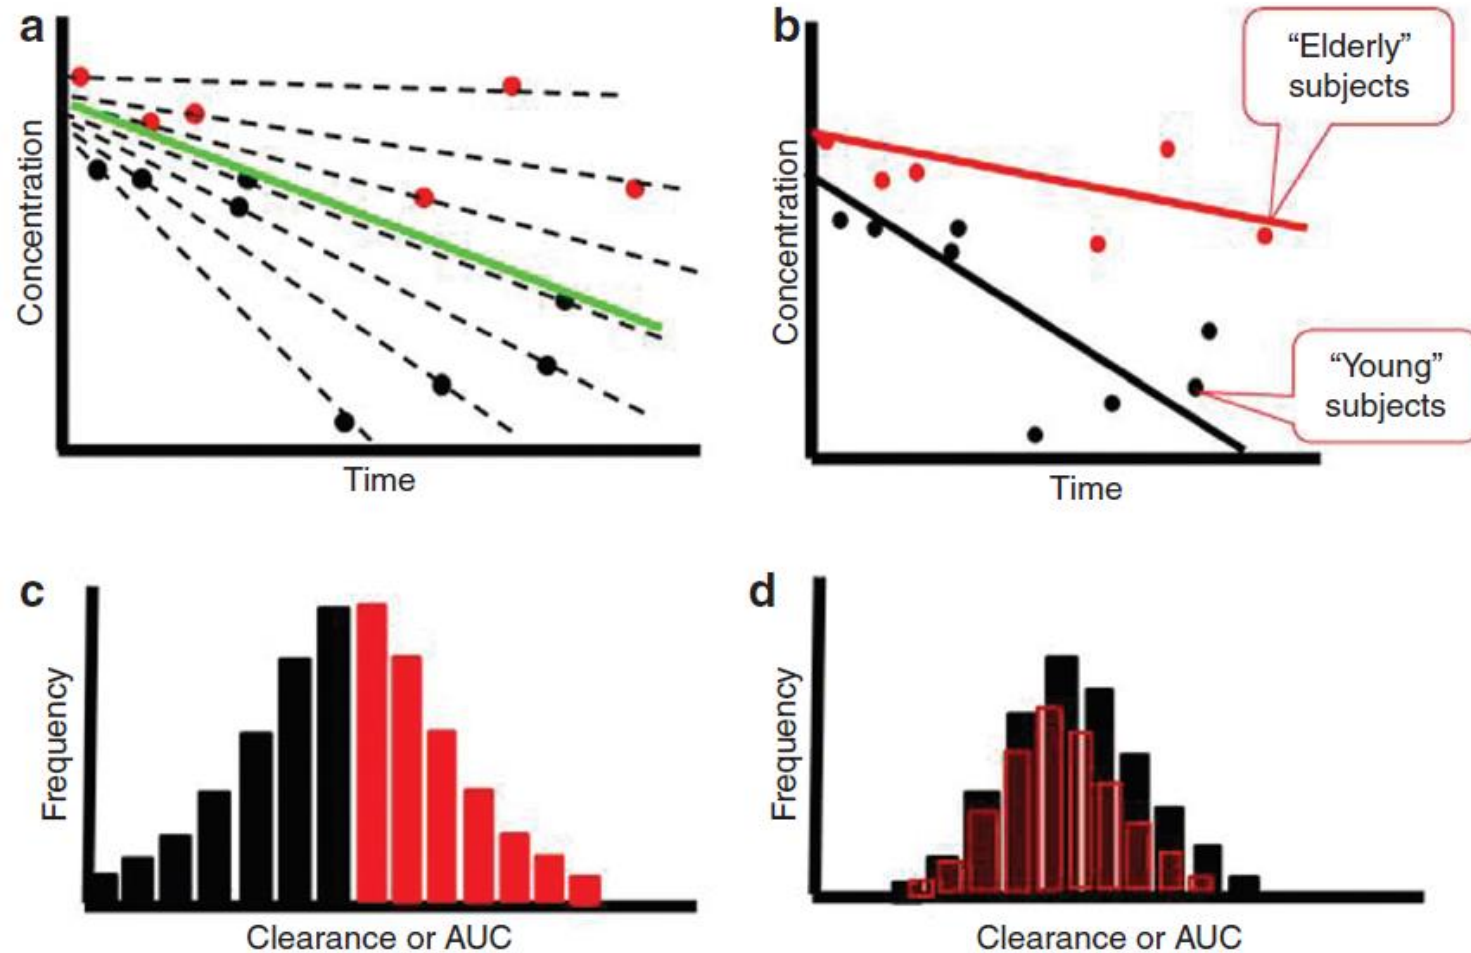 a
Concentration
Time
b
Concentration
“Elderly”
subjects
“Young”
subjects
Time
c
Frequency
Clearance or AUC
d
Frequency
Clearance or AUC